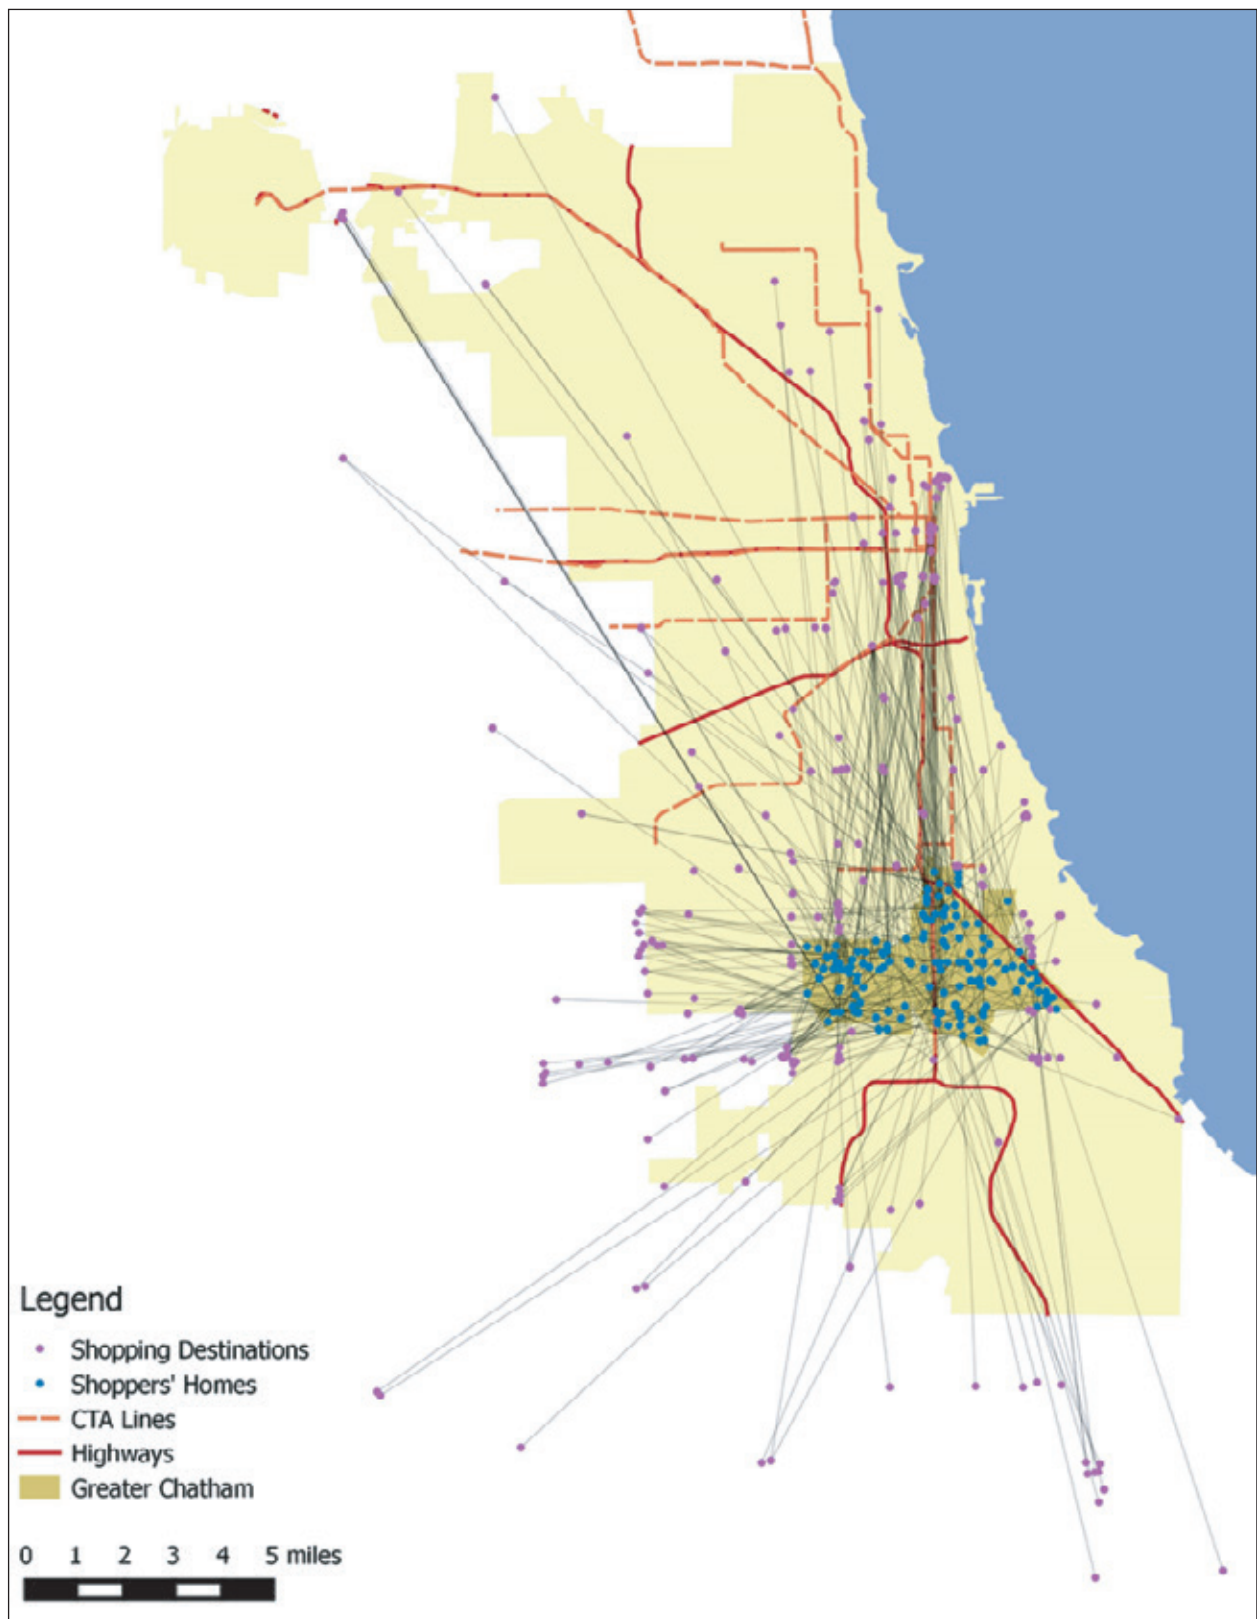 Legend
Shopping Destinations
Shoppers' Homes
CTA Lines
Highways
Greater Chatham
0 1 2 3 4 5 miles